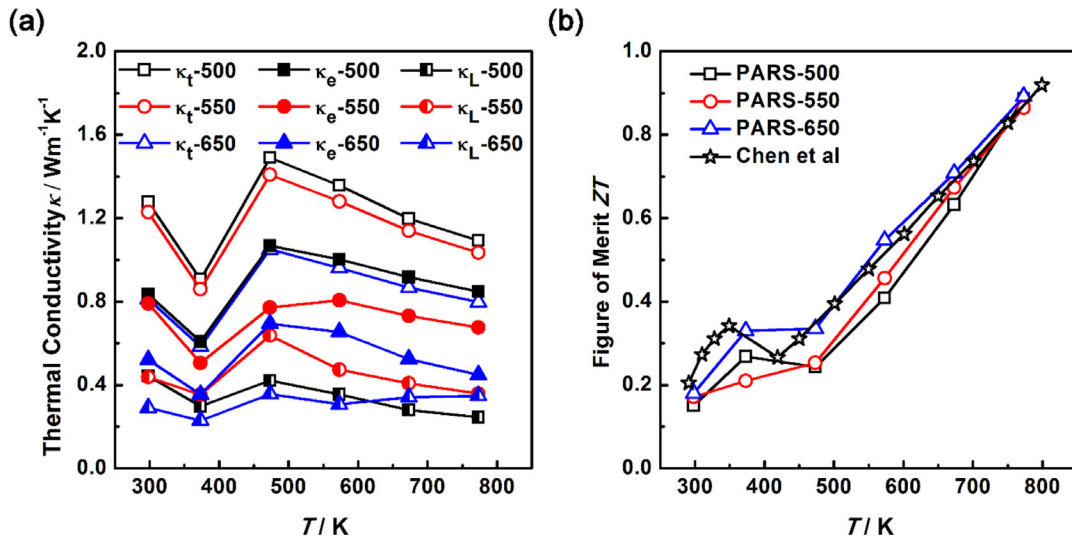 (a)
Thermal Conductivity κ / Wm⁻¹K⁻¹
2.0
1.6
1.2
0.8
0.4
0.0
κt-500 κe-500 κL-500
κt-550 κe-550 κL-550
κt-650 κe-650 κL-650
300 400 500 600 700 800
T / K
(b)
Figure of Merit ZT
1.0
0.8
0.6
0.4
0.2
0.0
PARS-500
PARS-550
PARS-650
Chen et al
300 400 500 600 700 800
T / K